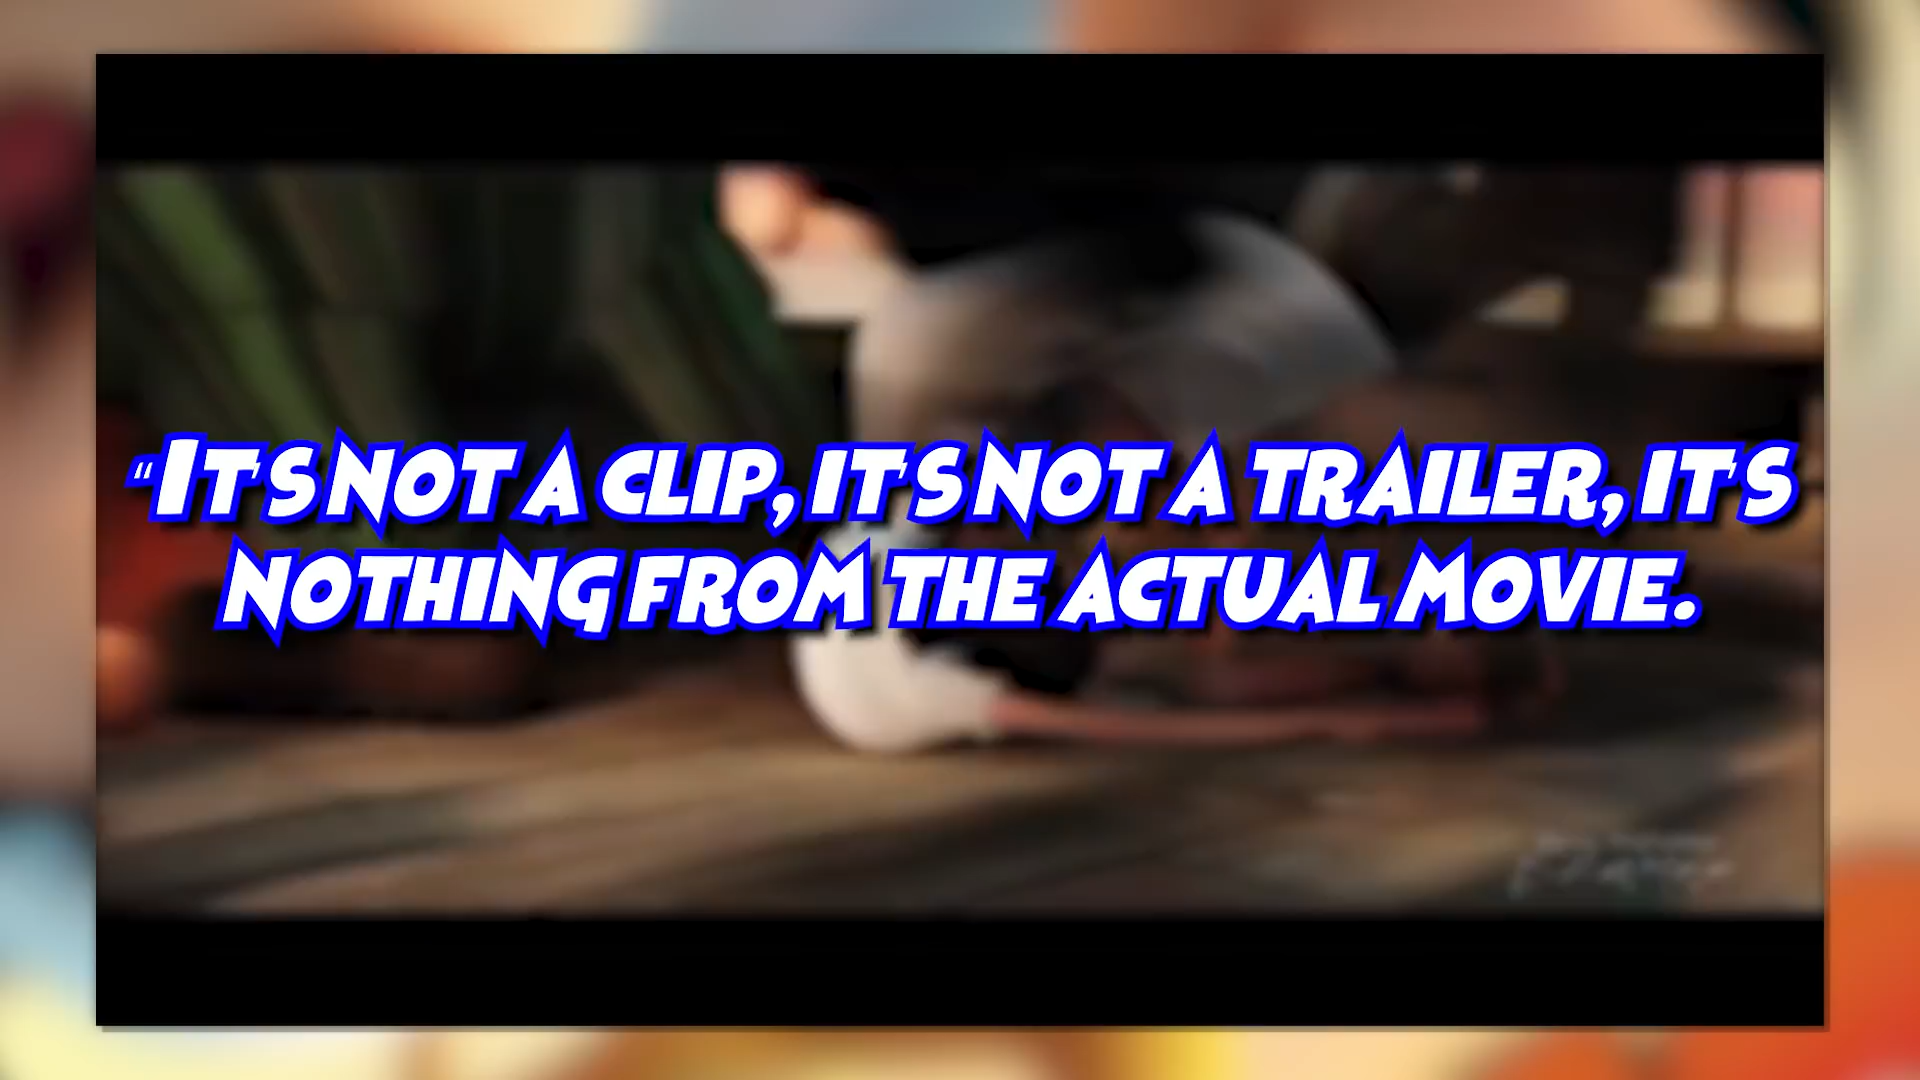 “It's not a clip, it's not a trailer, it's
nothing from the actual movie.